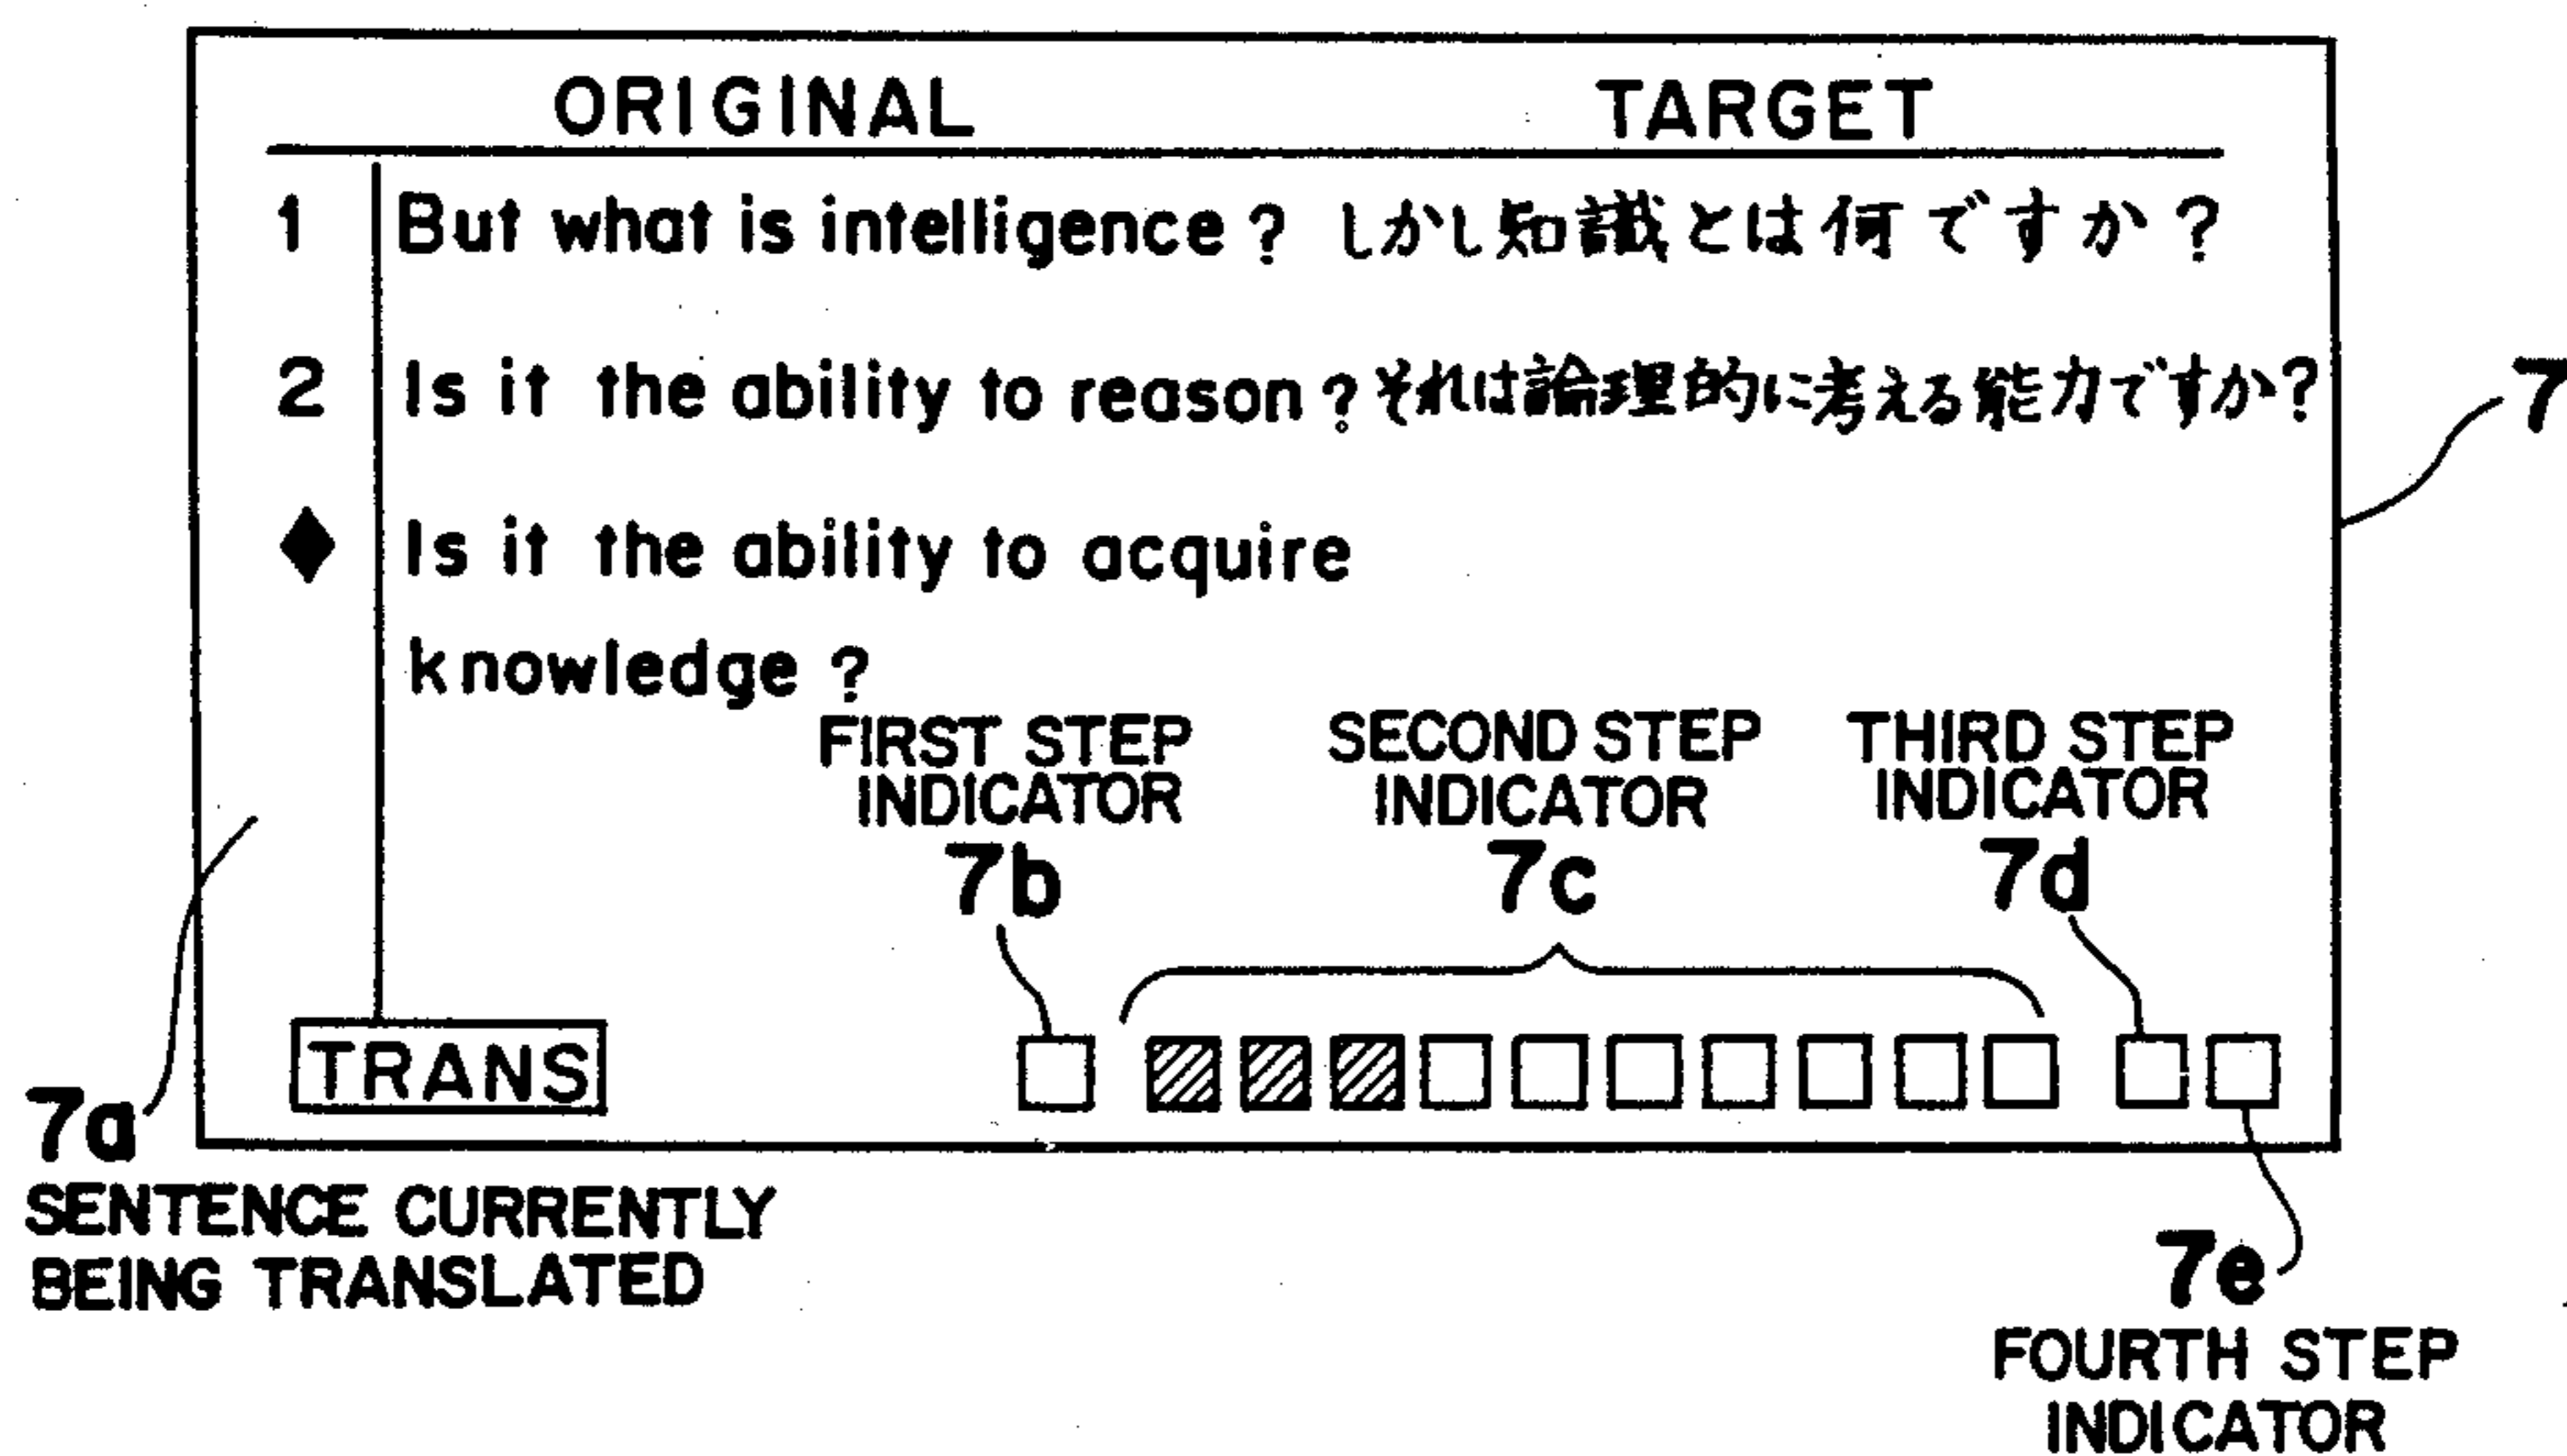 ORIGINAL TARGET
1 But what is intelligence ? しかし知識とは何ですか?
2 Is it the ability to reason ? それは論理的に考える能力ですか?
♦ Is it the ability to acquire
knowledge ?
7
FIRST STEP
INDICATOR
7b
SECOND STEP
INDICATOR
7c
THIRD STEP
INDICATOR
7d
TRANS
7a
SENTENCE CURRENTLY
BEING TRANSLATED
7e
FOURTH STEP
INDICATOR